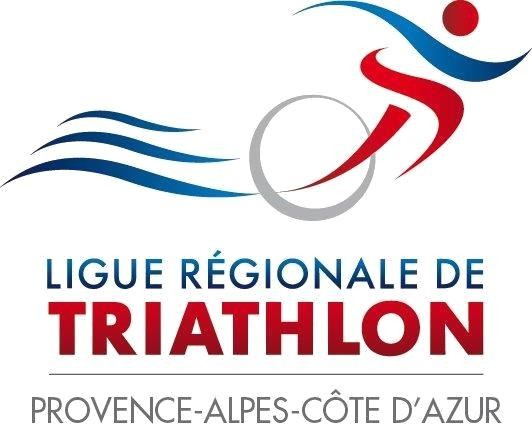 LIGUE RÉGIONALE DE
TRIATHLON
PROVENCE-ALPES-CÔTE D'AZUR